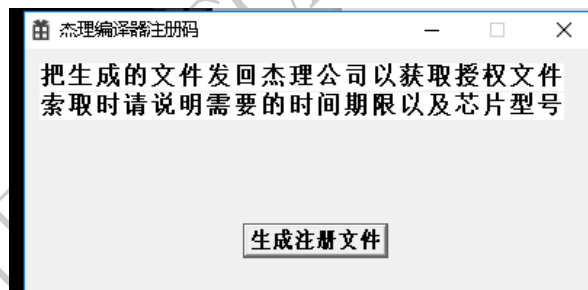 杰理编译器注册码
把生成的文件发回杰理公司以获取授权文件
索取时请说明需要的时间期限以及芯片型号
生成注册文件